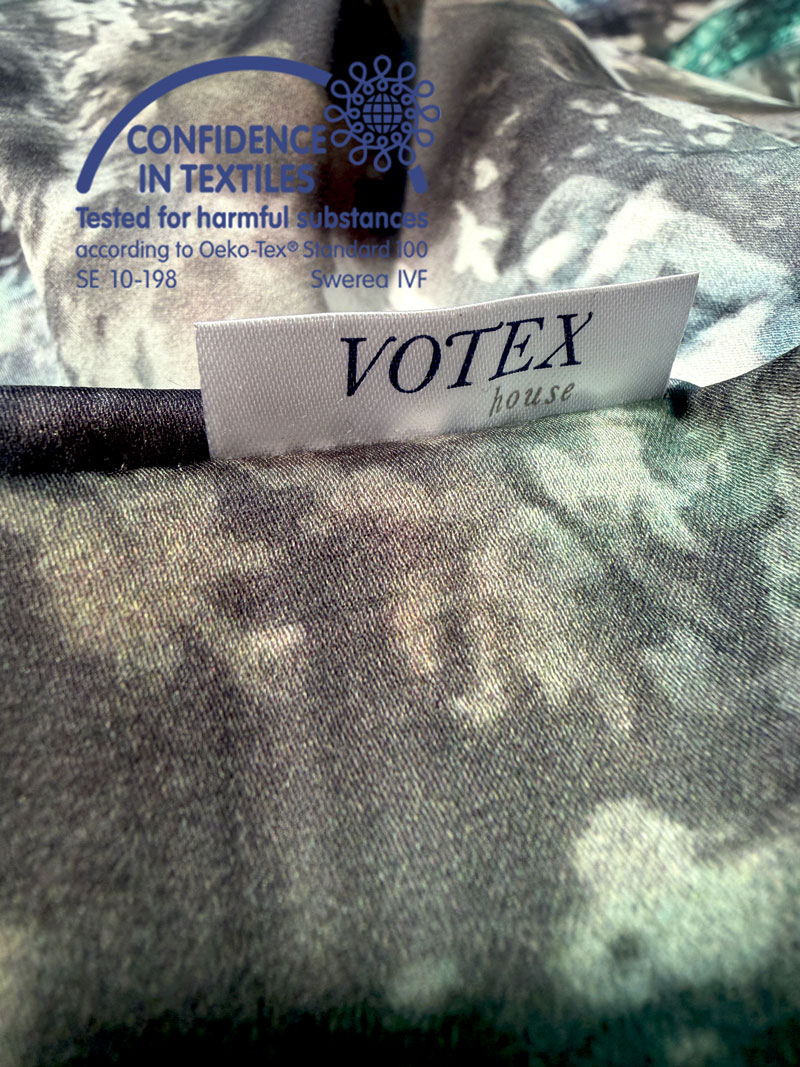 CONFIDENCE
IN TEXTILES
Tested for harmful substances
according to Oeko-Tex® Standard 100
SE 10-198 Swerea IVF
VOTEX
house